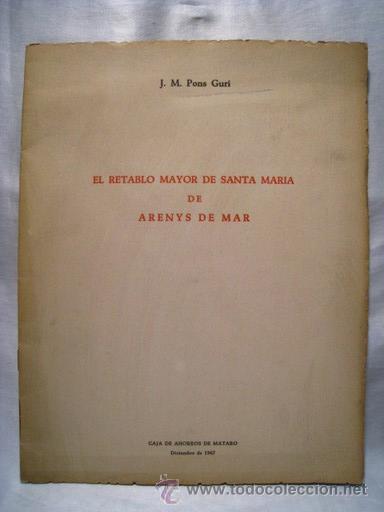 J. M. Pons Guri
EL RETABLO MAYOR DE SANTA MARIA
DE
ARENYS DE MAR
CAJA DE AHORROS DE MATARO
Diciembre de 1967
© www.todocoleccion.net